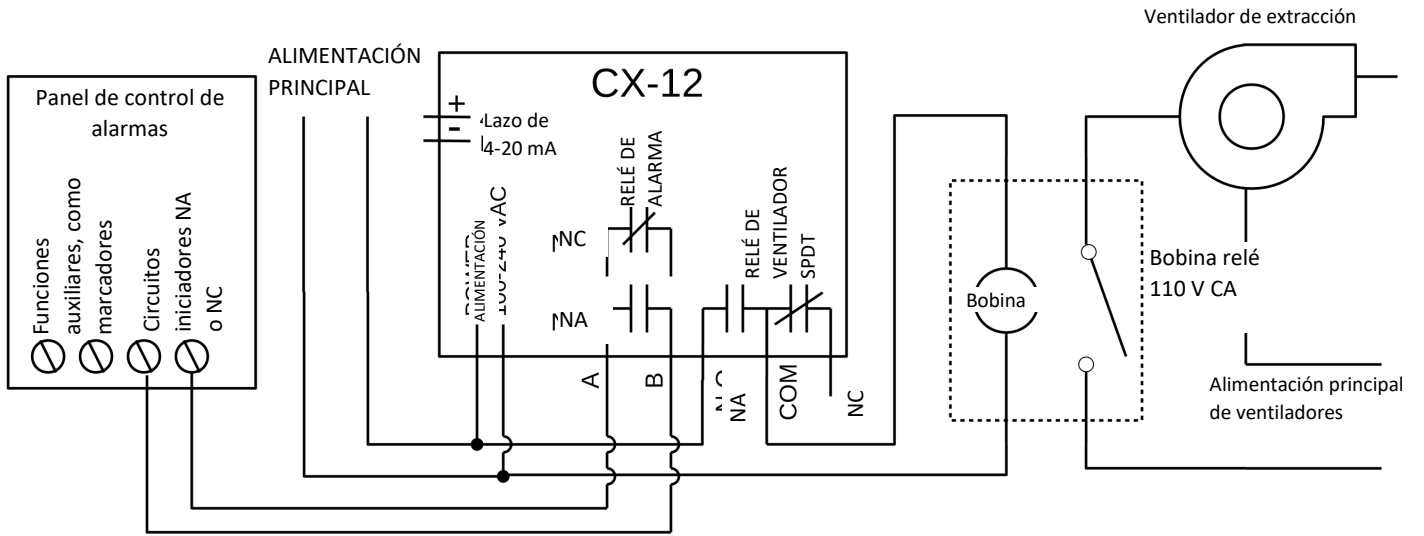 Ventilador de extracción
ALIMENTACIÓN
PRINCIPAL
CX-12
Panel de control de
alarmas
+
-
Lazo de
4-20 mA
RELÉ DE
ALARMA
RELÉ DE
VENTILADOR
SPDT
ALIMENTACIÓN
100-240 VAC
NC
NA
Funciones
auxiliares, como
marcadores
Circuitos
iniciadores NA
o NC
A
B
NA
COM
NC
Bobina
Bobina relé
110 V CA
Alimentación principal
de ventiladores